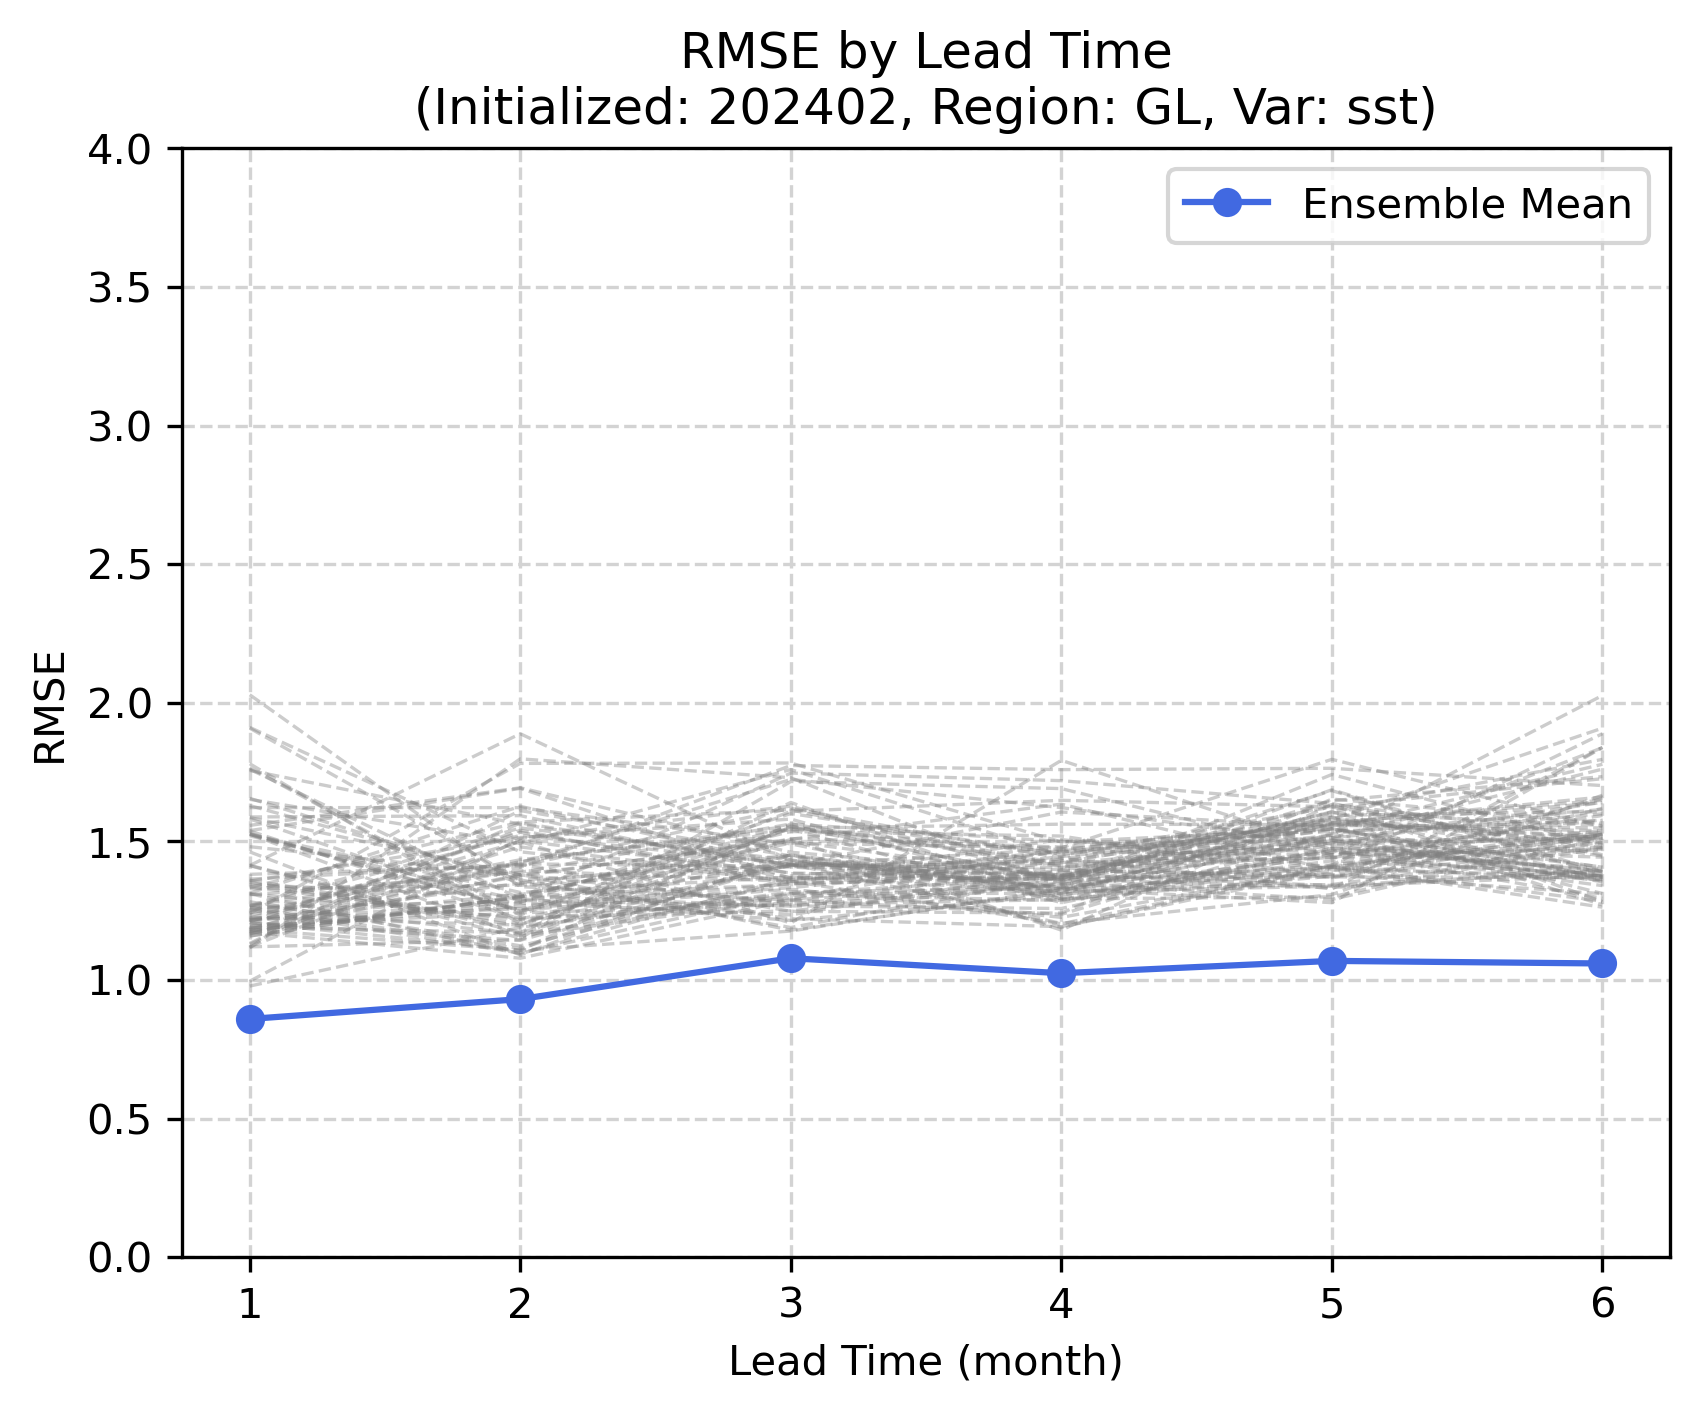 RMSE by Lead Time
(Initialized: 202402, Region: GL, Var: sst)
4.0
3.5
3.0
2.5
2.0
1.5
1.0
0.5
0.0
RMSE
Ensemble Mean
1 2 3 4 5 6
Lead Time (month)